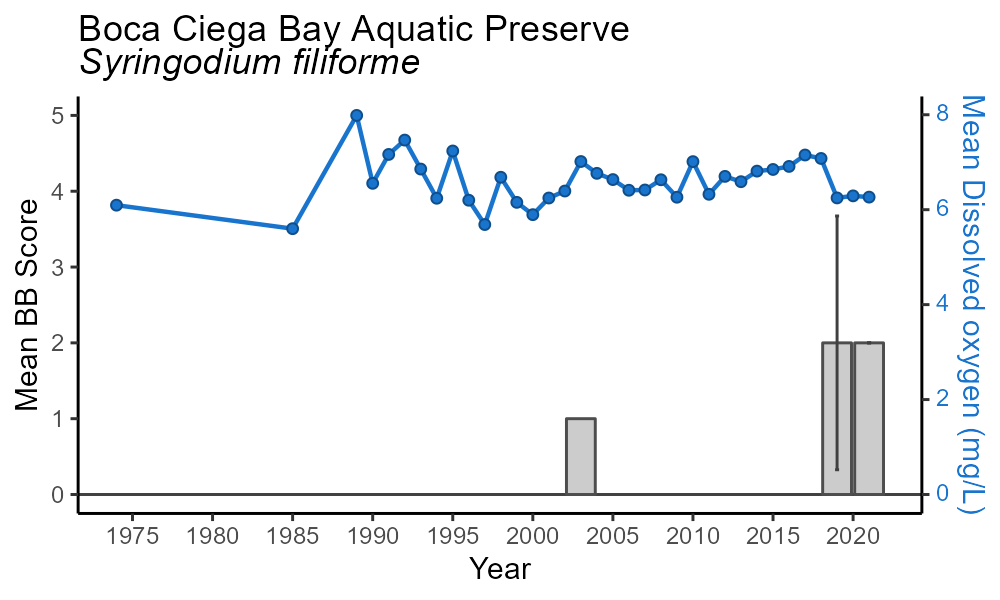 Boca Ciega Bay Aquatic Preserve
Syringodium filiforme
Mean BB Score
5
4
3
2
1
0
8
6
4
2
0
Mean Dissolved oxygen (mg/L)
1975 1980 1985 1990 1995 2000 2005 2010 2015 2020
Year